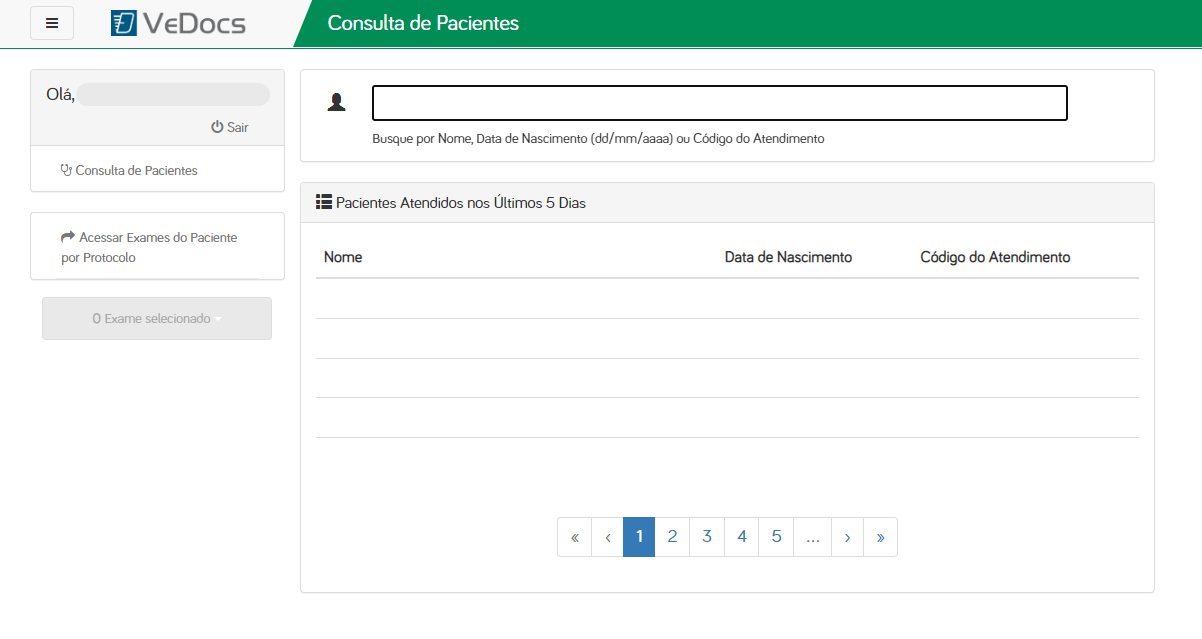 VeDocs
Consulta de Pacientes
Olá,
Sair
Consulta de Pacientes
Acessar Exames do Paciente
por Protocolo
0 Exame selecionado
Busque por Nome, Data de Nascimento (dd/mm/aaaa) ou Código do Atendimento
Pacientes Atendidos nos Últimos 5 Dias
Nome Data de Nascimento Código do Atendimento
« ‹ 1 2 3 4 5 ... › »